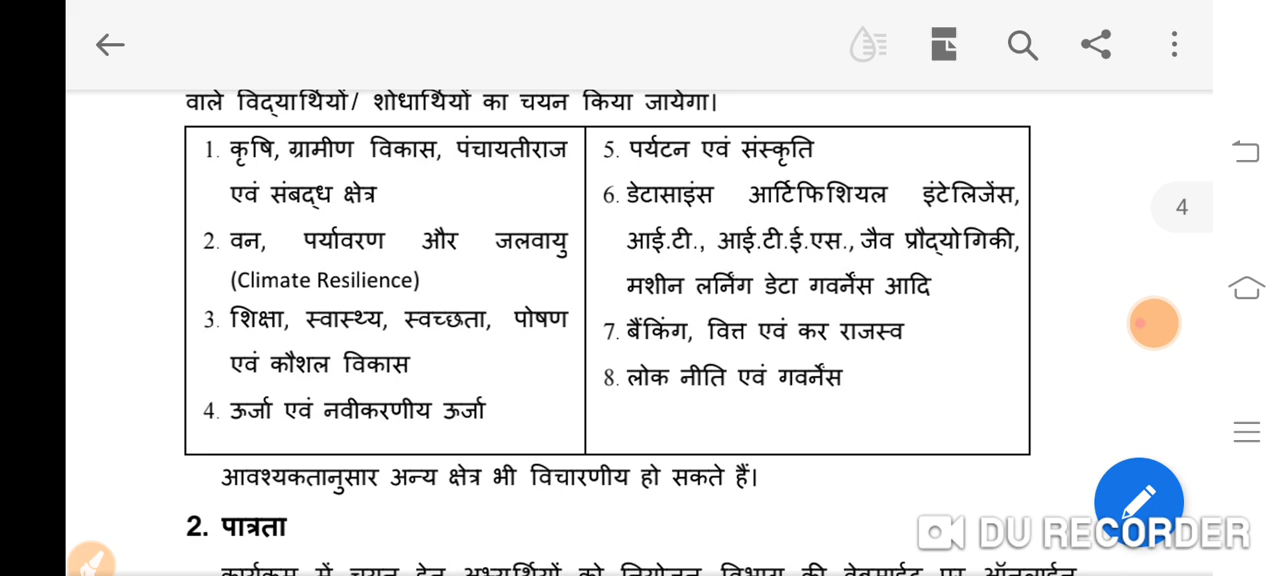 वाले विद्यार्थियों/ शोधार्थियों का चयन किया जायेगा।
1. कृषि, ग्रामीण विकास, पंचायतीराज
एवं संबद्ध क्षेत्र
2. वन, पर्यावरण और जलवायु
(Climate Resilience)
3. शिक्षा, स्वास्थ्य, स्वच्छता, पोषण
एवं कौशल विकास
4. ऊर्जा एवं नवीकरणीय ऊर्जा
5. पर्यटन एवं संस्कृति
6. डेटासाइंस आर्टिफिशियल इंटेलिजेंस,
आई.टी., आई.टी.ई.एस., जैव प्रौद्योगिकी,
मशीन लर्निंग डेटा गवर्नेंस आदि
7. बैंकिंग, वित्त एवं कर राजस्व
8. लोक नीति एवं गवर्नेंस
4
आवश्यकतानुसार अन्य क्षेत्र भी विचारणीय हो सकते हैं।
2. पात्रता
DU RECORDER